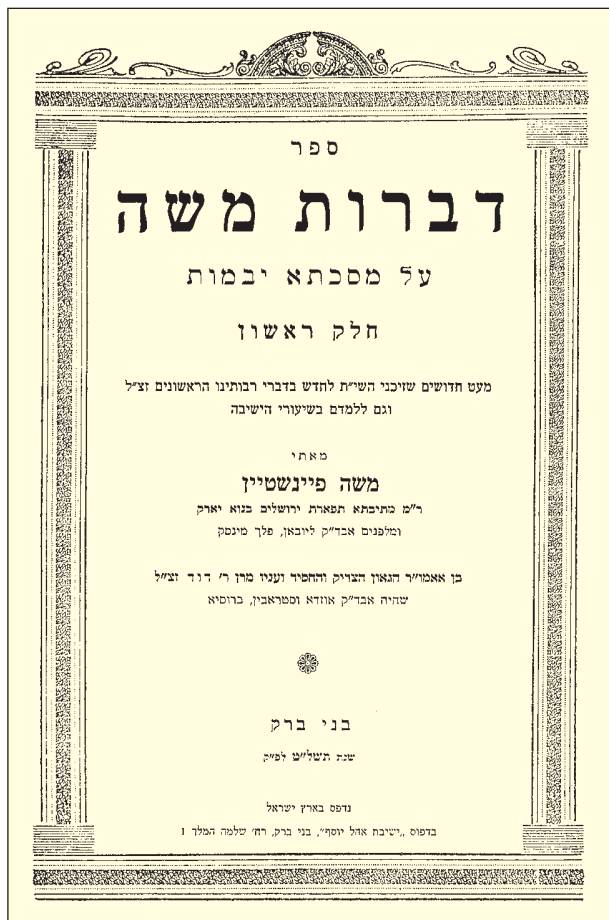 ספר
דברות משה
על מסכתא יבמות
חלק ראשון
מעט חדושים שזיכני השי״ת לחדש בדברי רבותינו הראשונים זצ״ל
וגם ללמדם בשיעורי הישיבה
מאתי
משה פיינשטיין
ר״מ מתיבתא תפארת ירושלים בנוא יארק
ומלפנים אבד״ק ליובאן, פלך מינסק
בן אאמו״ר הגאון הצדיק והחסיד ועניו מרן ר׳ דוד זצ״ל
שהיה אבד״ק אוזדא וסטראבין, ברוסיא
בני ברק
שנת תשל״ט לפ״ק
נדפס בארץ ישראל
בדפוס „ישיבת אהל יוסף״, בני ברק, רח׳ שלמה המלך 1